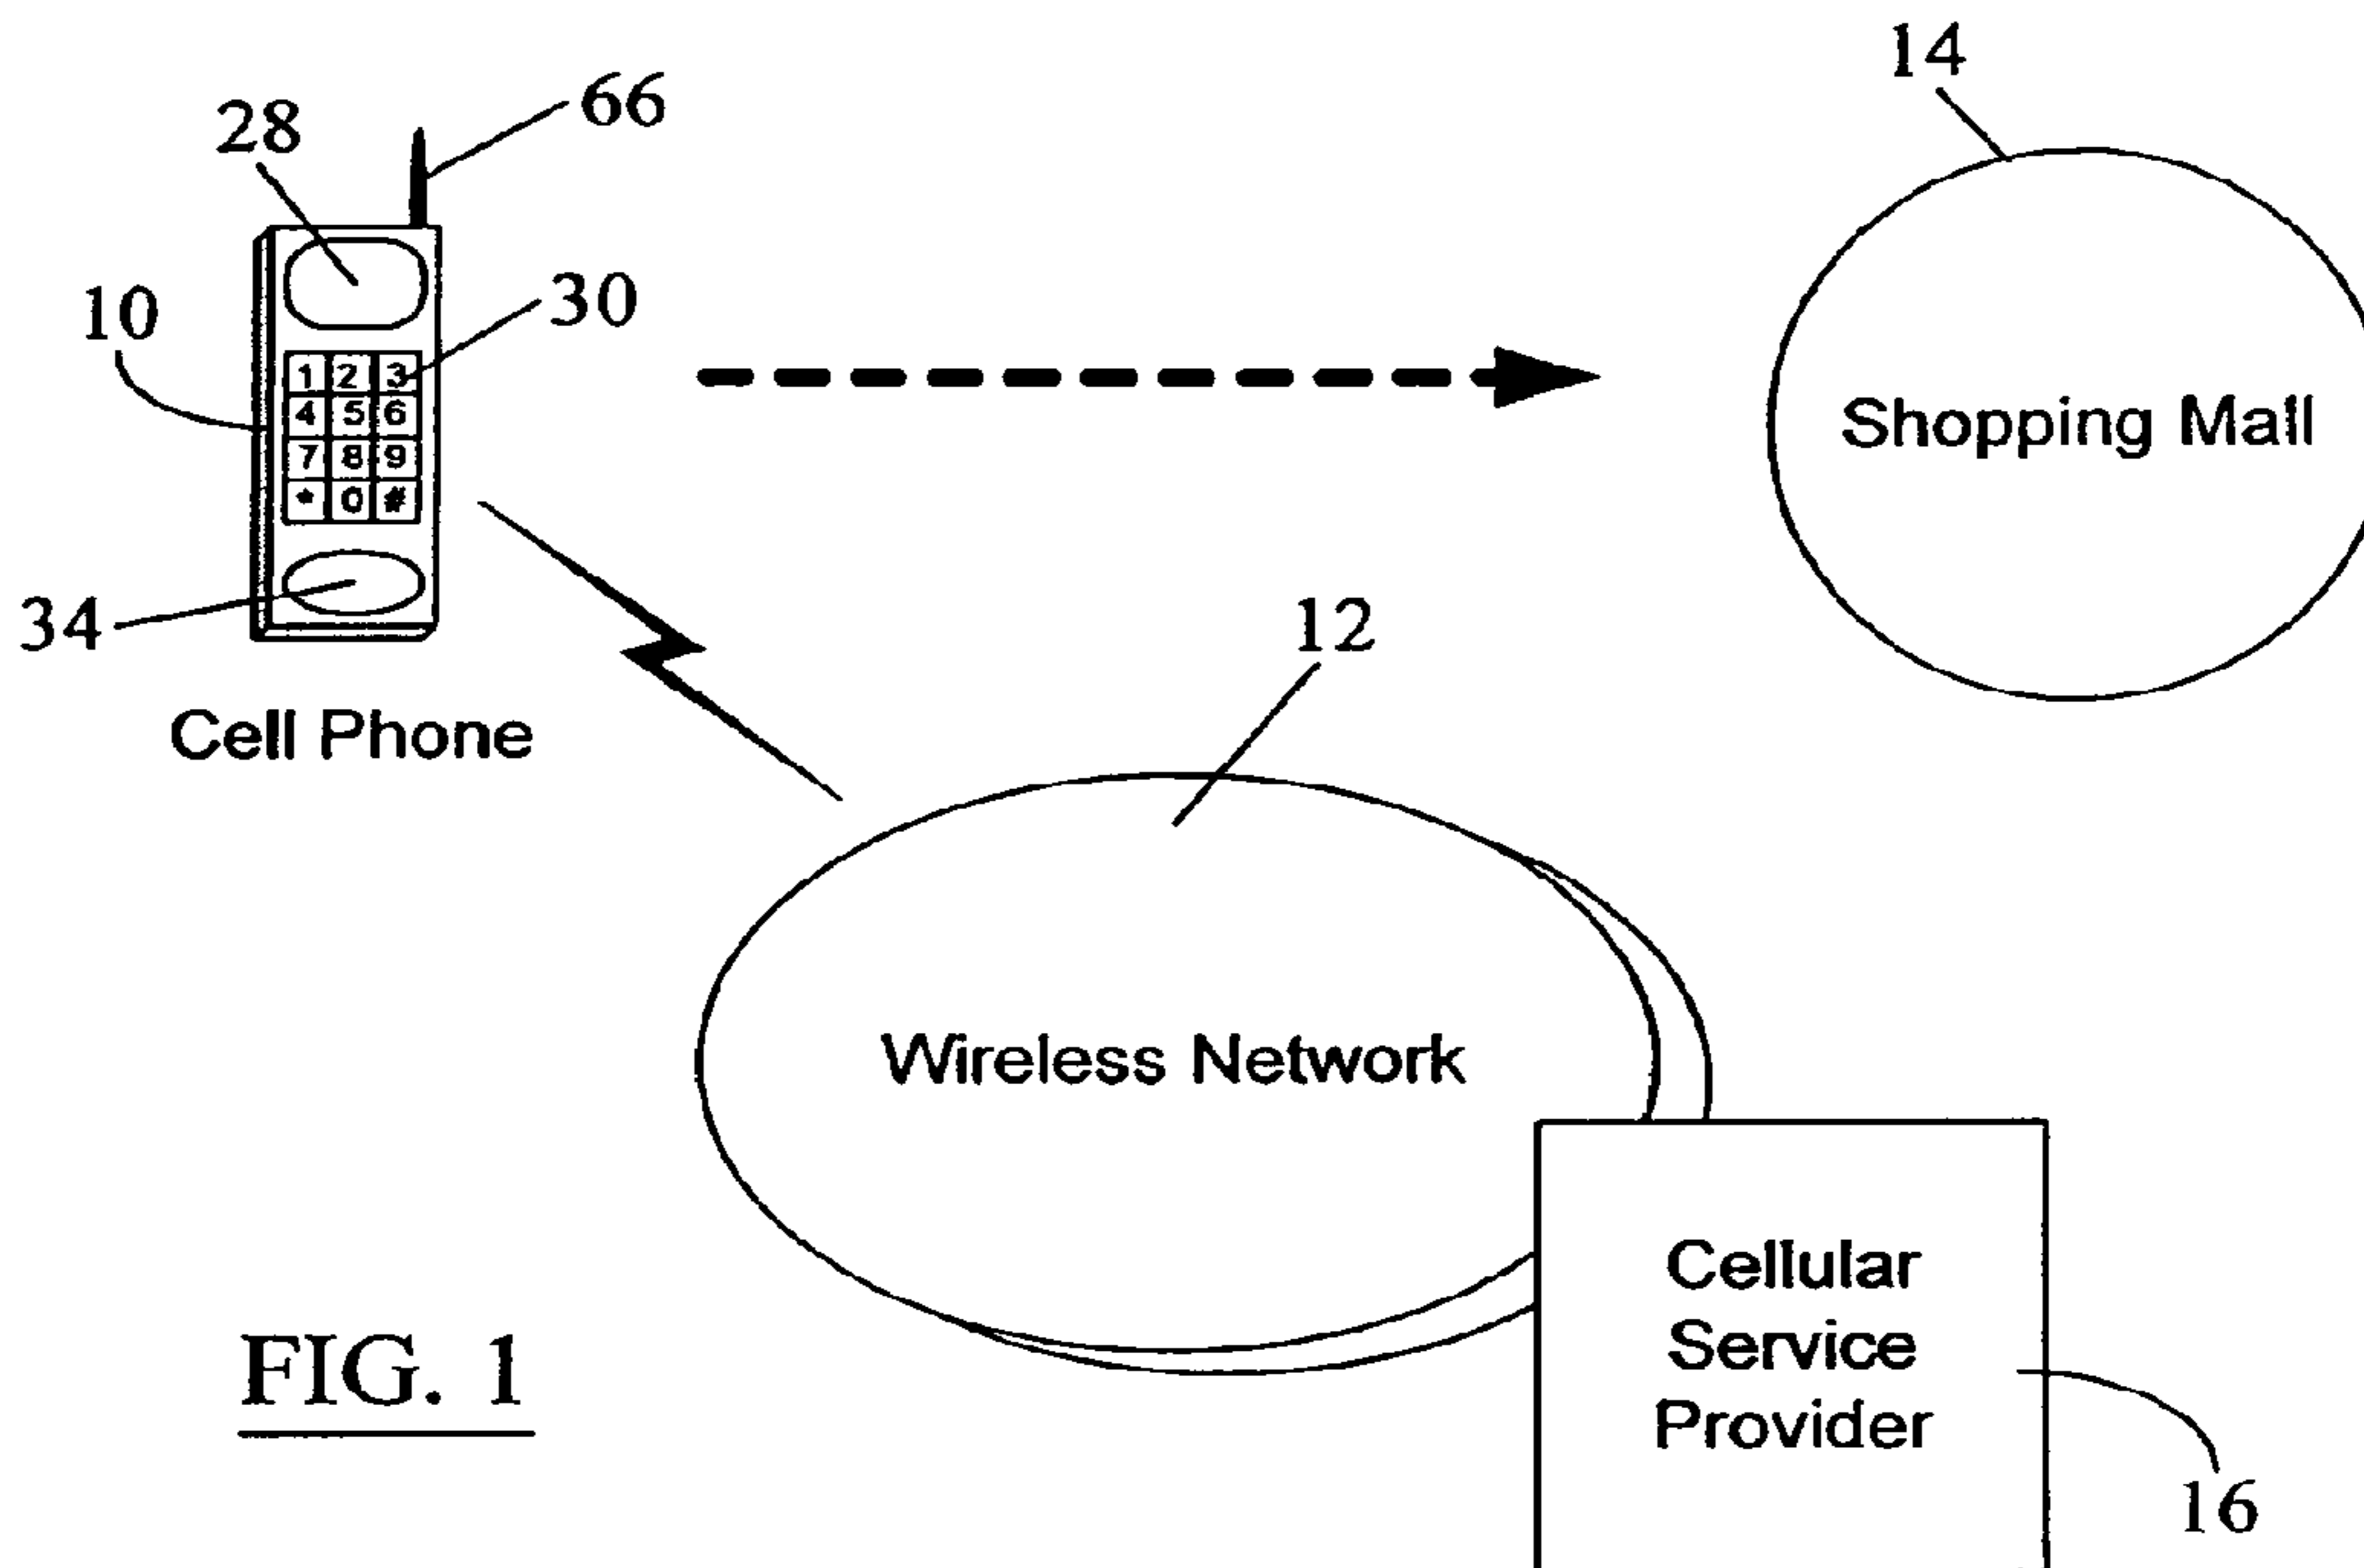 14
66
28
30
10
1 2 3
4 5 6
7 8 9
* 0 #
Shopping Mall
34
12
Cell Phone
Wireless Network
Cellular
Service
Provider
FIG. 1
16